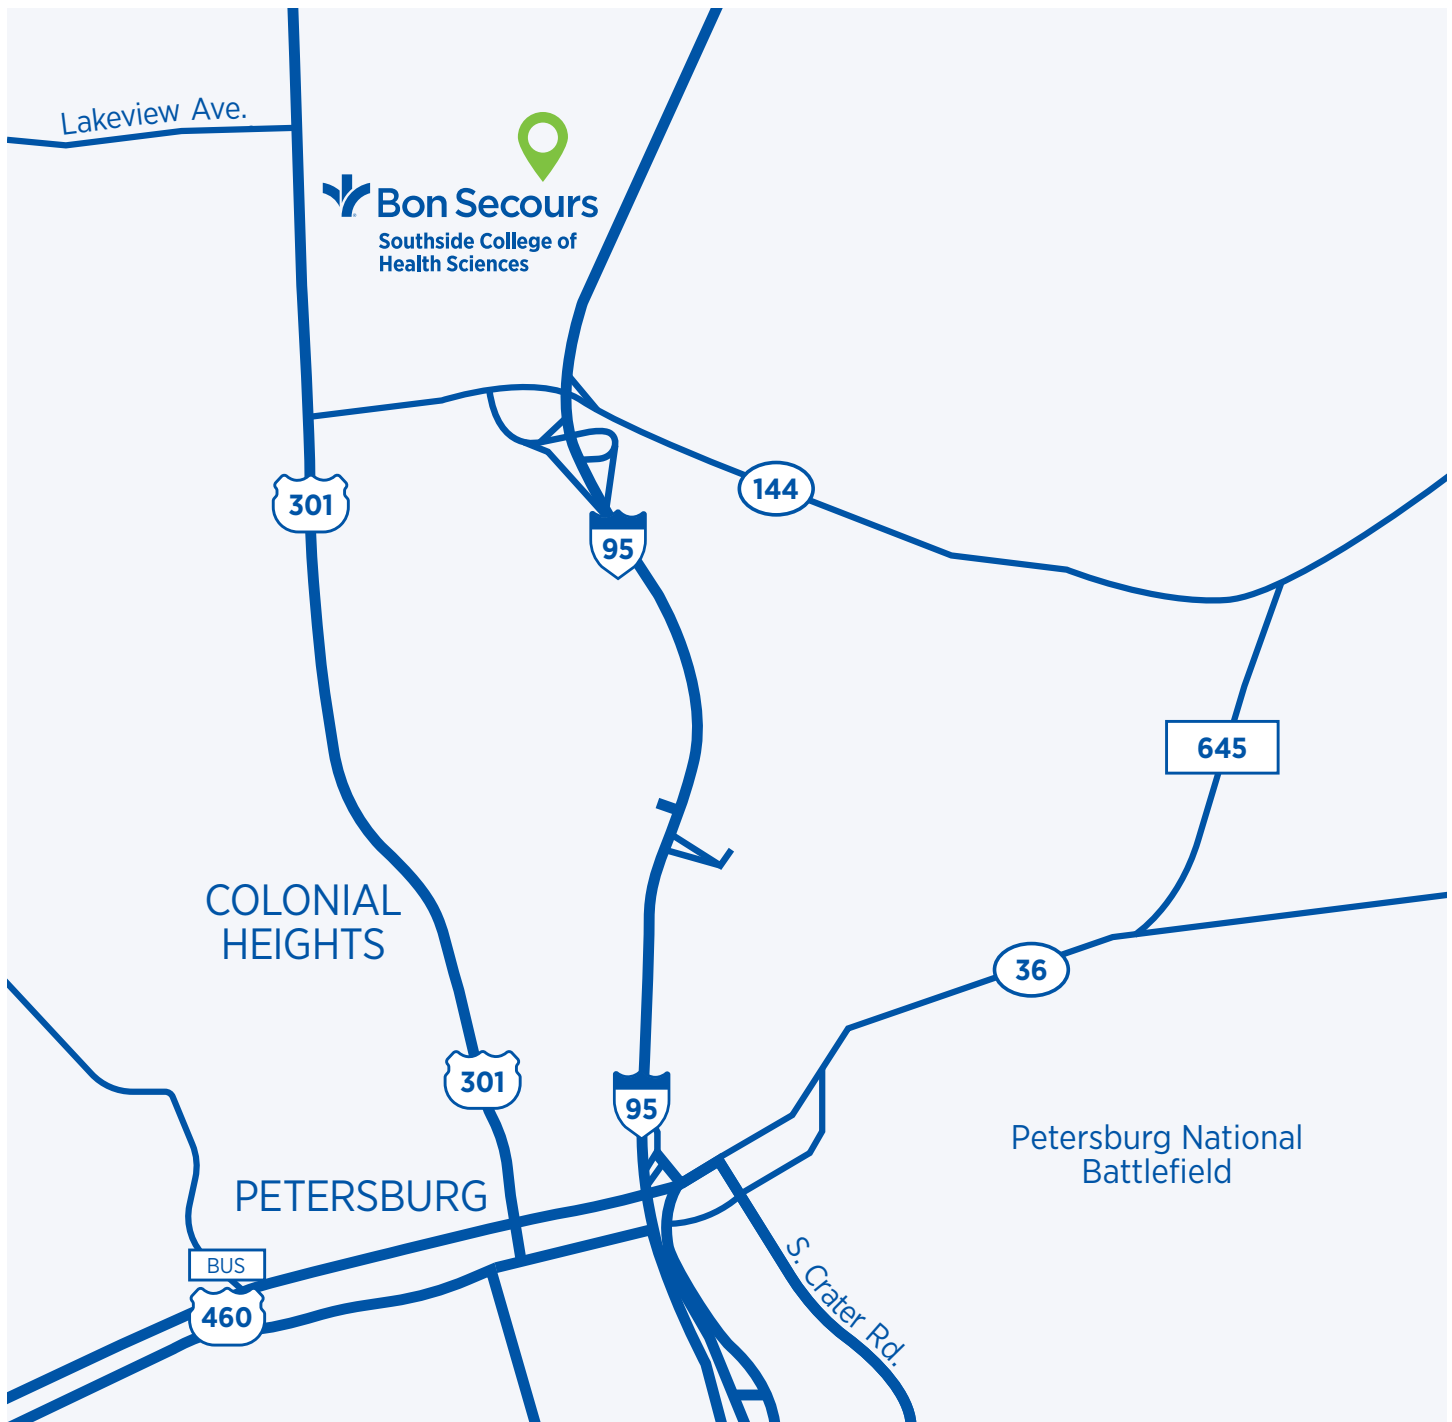 Lakeview Ave.
Bon Secours
Southside College of
Health Sciences
144
301
95
645
COLONIAL
HEIGHTS
36
301
95
Petersburg National
Battlefield
PETERSBURG
BUS
460
S. Crater Rd.